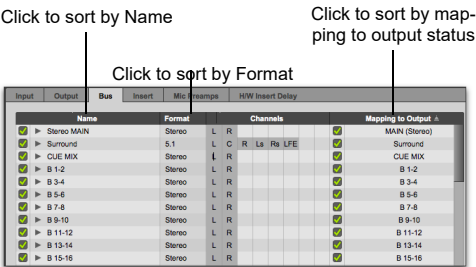 Click to sort by Name
Click to sort by map-
ping to output status
Click to sort by Format
Input Output Bus Insert Mic Preamps H/W Insert Delay
Name Format Channels Mapping to Output
Stereo MAIN Stereo L R MAIN (Stereo)
Surround 5.1 L C R Ls Rs LFE Surround
CUE MIX Stereo L R CUE MIX
B 1-2 Stereo L R B 1-2
B 3-4 Stereo L R B 3-4
B 5-6 Stereo L R B 5-6
B 7-8 Stereo L R B 7-8
B 9-10 Stereo L R B 9-10
B 11-12 Stereo L R B 11-12
B 13-14 Stereo L R B 13-14
B 15-16 Stereo L R B 15-16